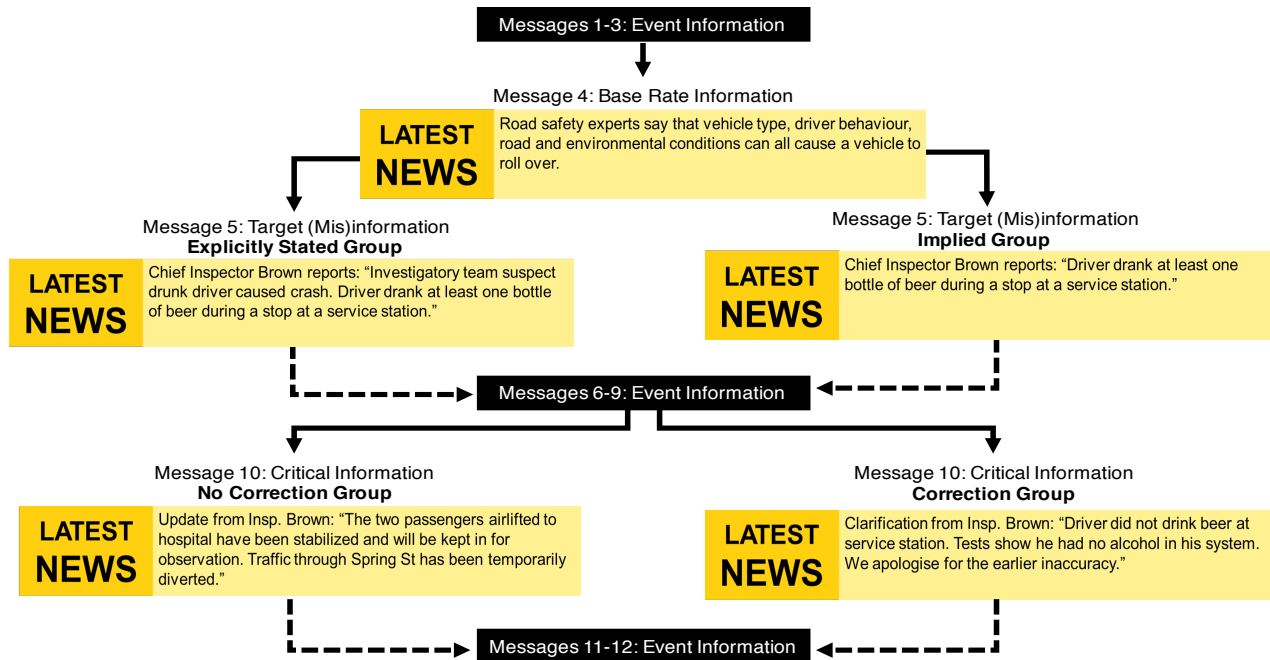 Messages 1-3: Event Information
Message 4: Base Rate Information
LATEST
NEWS
Road safety experts say that vehicle type, driver behaviour,
road and environmental conditions can all cause a vehicle to
roll over.
Message 5: Target (Mis)information
Explicitly Stated Group
LATEST
NEWS
Chief Inspector Brown reports: “Investigatory team suspect
drunk driver caused crash. Driver drank at least one bottle
of beer during a stop at a service station.”
Message 5: Target (Mis)information
Implied Group
LATEST
NEWS
Chief Inspector Brown reports: “Driver drank at least one
bottle of beer during a stop at a service station.”
Messages 6-9: Event Information
Message 10: Critical Information
No Correction Group
LATEST
NEWS
Update from Insp. Brown: “The two passengers airlifted to
hospital have been stabilized and will be kept in for
observation. Traffic through Spring St has been temporarily
diverted.”
Message 10: Critical Information
Correction Group
LATEST
NEWS
Clarification from Insp. Brown: “Driver did not drink beer at
service station. Tests show he had no alcohol in his system.
We apologise for the earlier inaccuracy.”
Messages 11-12: Event Information